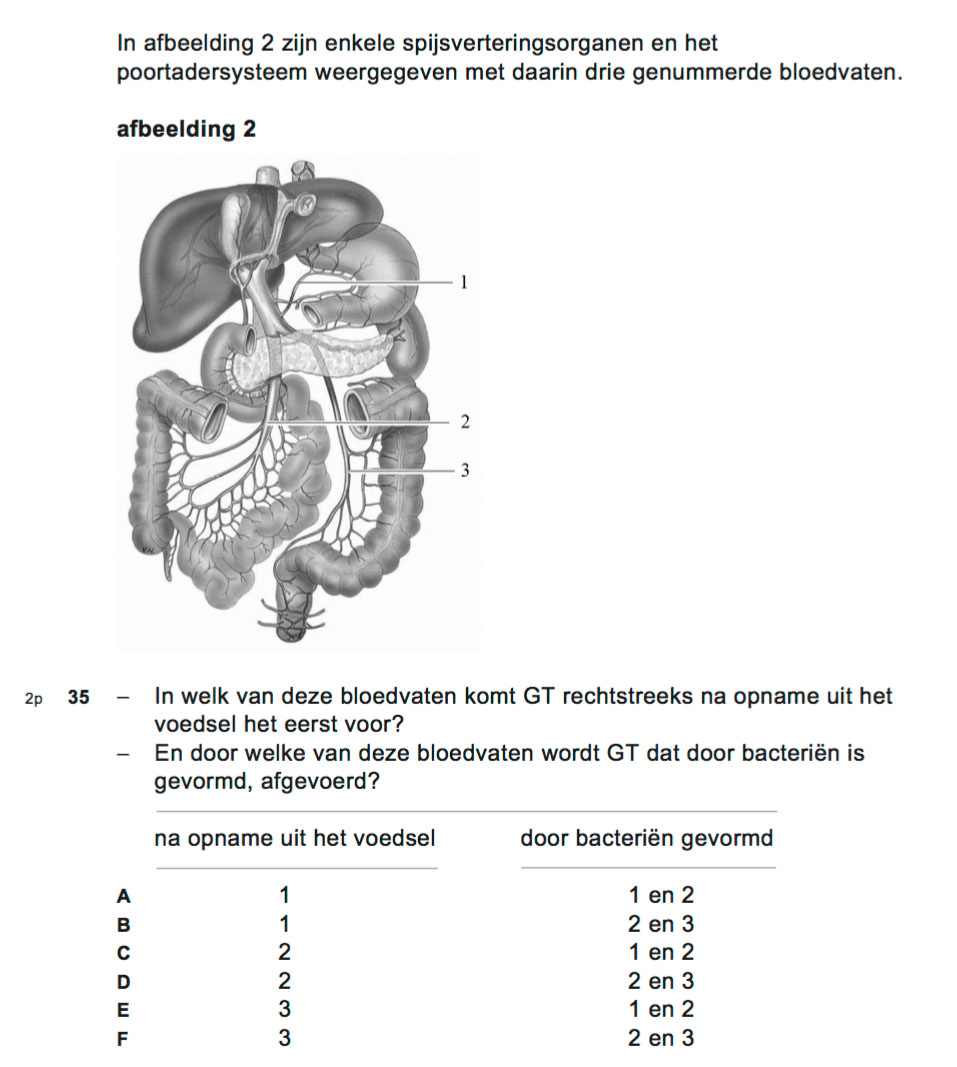 In afbeelding 2 zijn enkele spijsverteringsorganen en het
poortadersysteem weergegeven met daarin drie genummerde bloedvaten.
afbeelding 2
1
2
3
2p 35 – In welk van deze bloedvaten komt GT rechtstreeks na opname uit het
voedsel het eerst voor?
– En door welke van deze bloedvaten wordt GT dat door bacteriën is
gevormd, afgevoerd?
na opname uit het voedsel door bacteriën gevormd
A 1 1 en 2
B 1 2 en 3
C 2 1 en 2
D 2 2 en 3
E 3 1 en 2
F 3 2 en 3